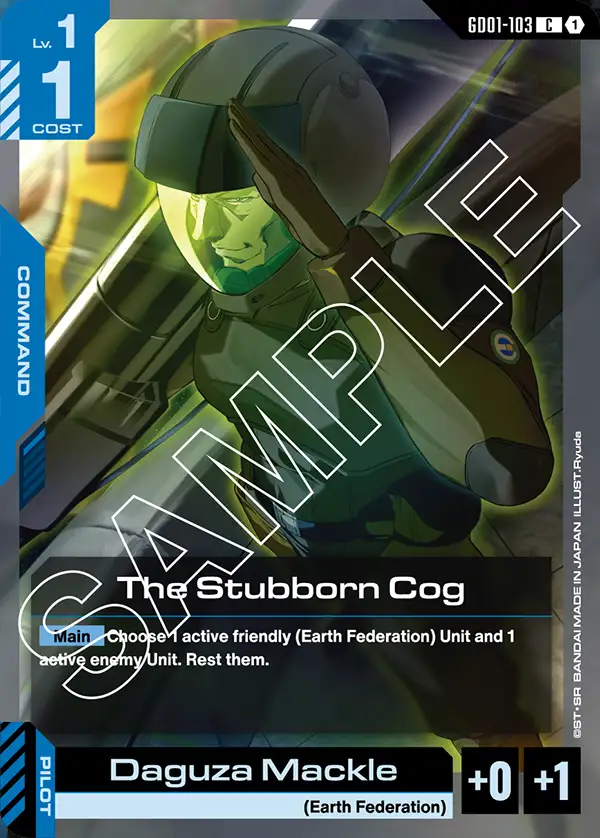 GD01-103 C 1
Lv. 1
1
COST
COMMAND
SAMPLE
The Stubborn Cog
Main Choose 1 active friendly (Earth Federation) Unit and 1
active enemy Unit. Rest them.
©ST・SR BANDAI MADE IN JAPAN ILLUST.Ryuda
PILOT
Daguza Mackle
(Earth Federation)
+0 +1